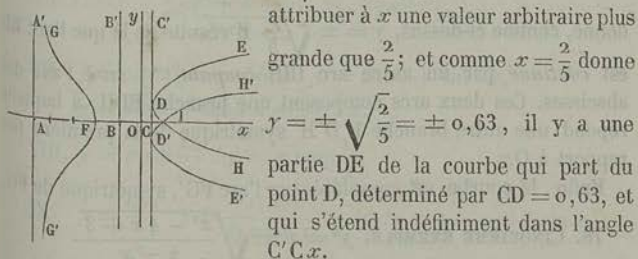 A' G B' y C'
E
H'
D
A F B O C x
D'
H
E'
G'
attribuer à x une valeur arbitraire plus
grande que 2/5; et comme x = 2/5 donne
y = ± √2/5 = ± 0,63, il y a une
partie DE de la courbe qui part du
point D, déterminé par CD = 0,63, et
qui s'étend indéfiniment dans l'angle
C'Cx.